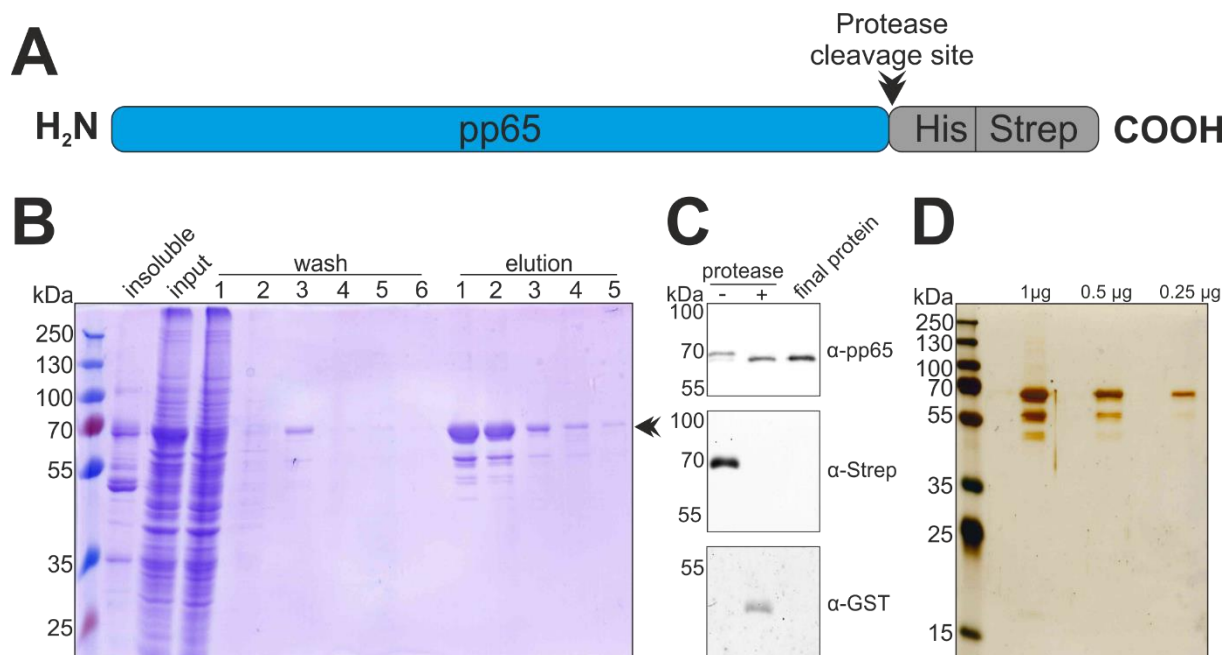 A
Protease
cleavage site
H₂N
pp65
His
Strep
COOH
B
insoluble
input
wash
elution
kDa
1
2
3
4
5
6
1
2
3
4
5
250
130
100
70
55
35
25
C
protease
final protein
kDa
-
+
100
70
55
α-pp65
100
70
55
α-Strep
55
α-GST
D
kDa
1µg
0.5 µg
0.25 µg
250
130
100
70
55
35
25
15